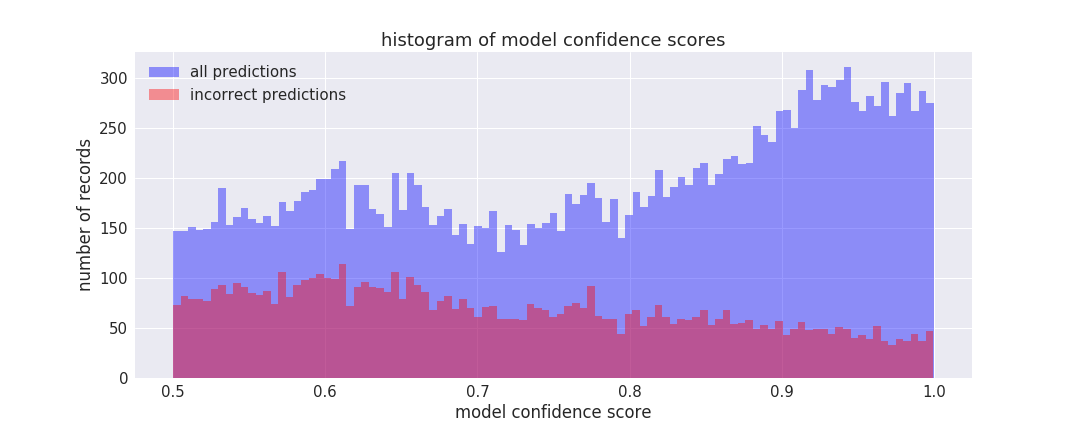 histogram of model confidence scores
all predictions
incorrect predictions
number of records
300
250
200
150
100
50
0
0.5 0.6 0.7 0.8 0.9 1.0
model confidence score